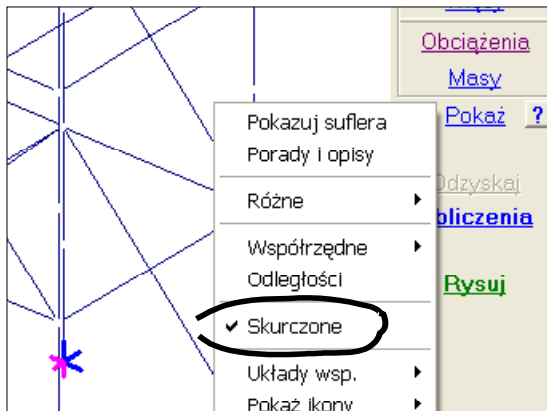 Obciążenia
Masy
Pokaż ?
Odzyskaj
bliczenia
Rysuj
Pokazuj suflera
Porady i opisy
Różne
Współrzędne
Odległości
Skurczone
Układy wsp.
Pokaż ikony